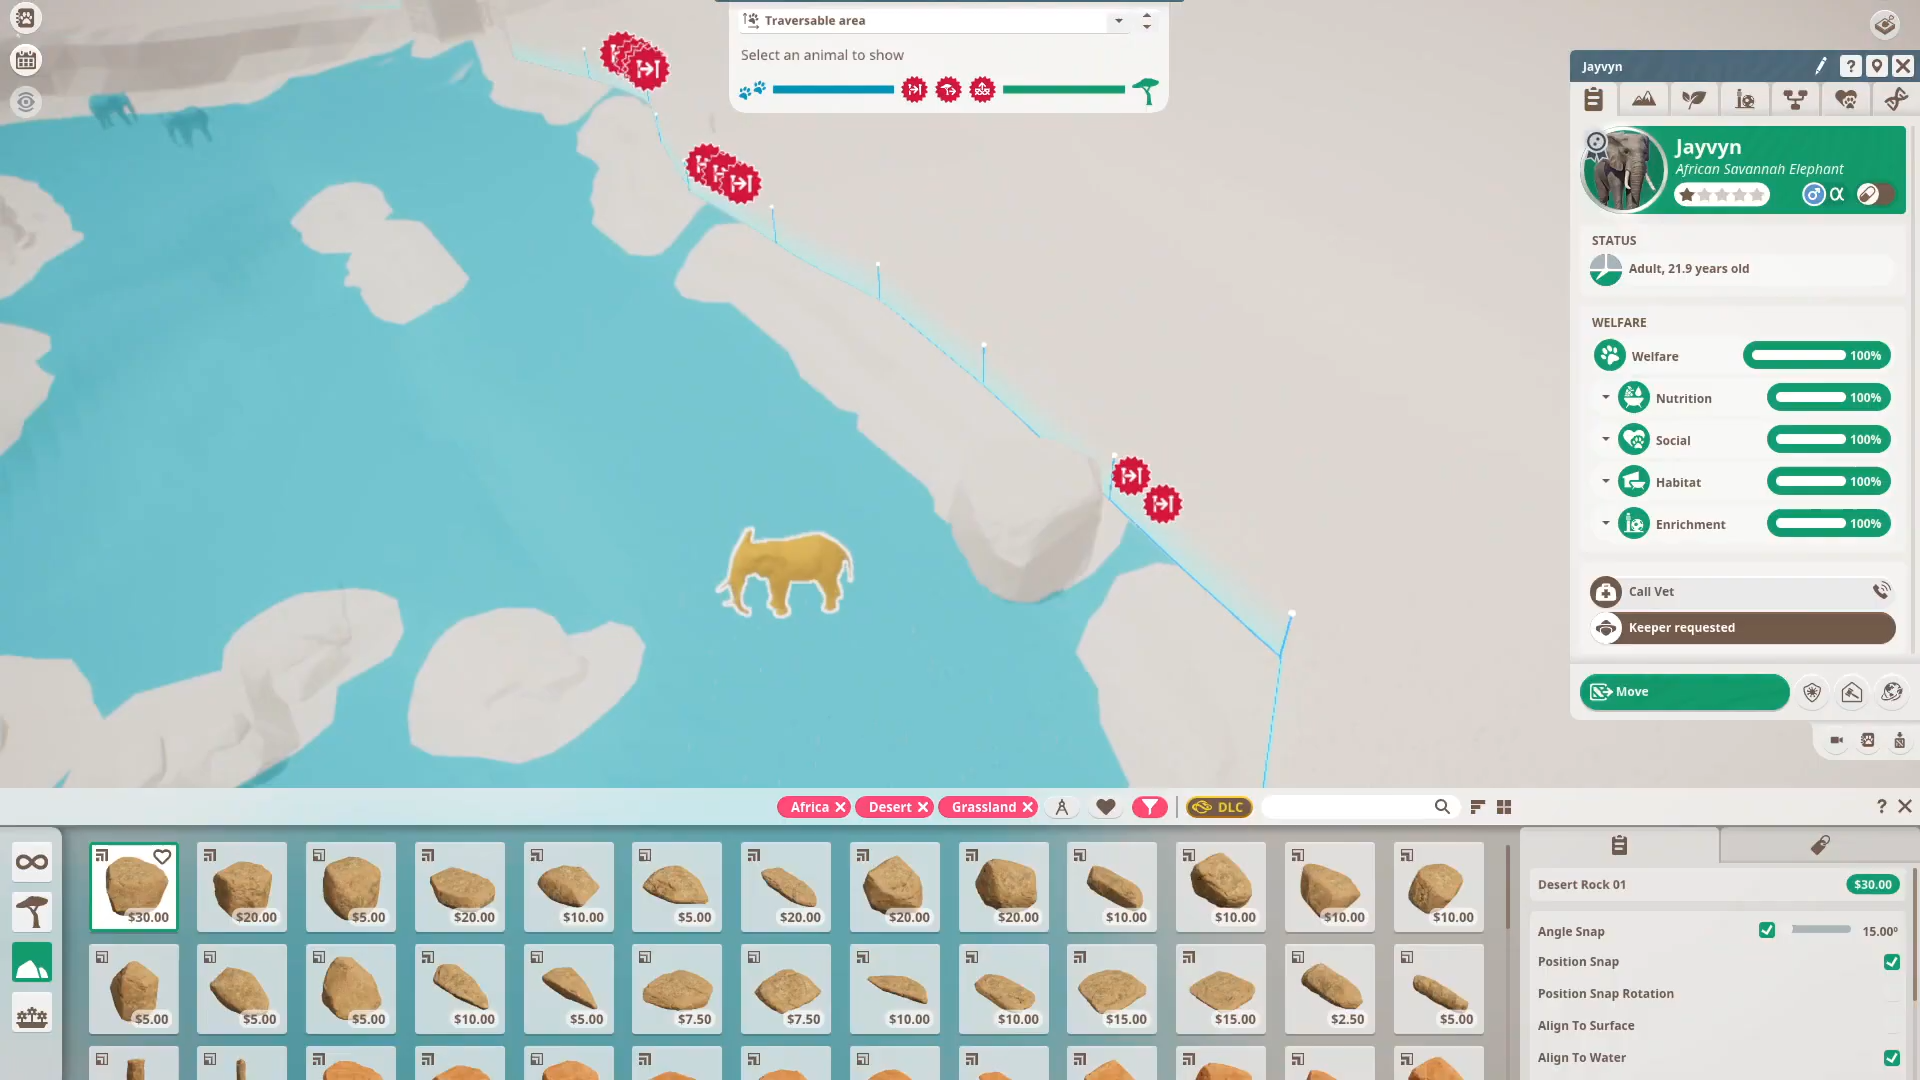 Traversable area
Select an animal to show
Jayvyn
?
Jayvyn
African Savannah Elephant
α
STATUS
Adult, 21.9 years old
WELFARE
Welfare 100%
Nutrition 100%
Social 100%
Habitat 100%
Enrichment 100%
Call Vet
Keeper requested
Move
Africa Desert Grassland DLC
?
$30.00 $20.00 $5.00 $20.00 $10.00 $5.00 $20.00 $20.00 $20.00 $10.00 $10.00 $10.00 $10.00
$5.00 $5.00 $5.00 $10.00 $5.00 $7.50 $7.50 $10.00 $10.00 $15.00 $15.00 $2.50 $5.00
Desert Rock 01 $30.00
Angle Snap 15.00°
Position Snap
Position Snap Rotation
Align To Surface
Align To Water